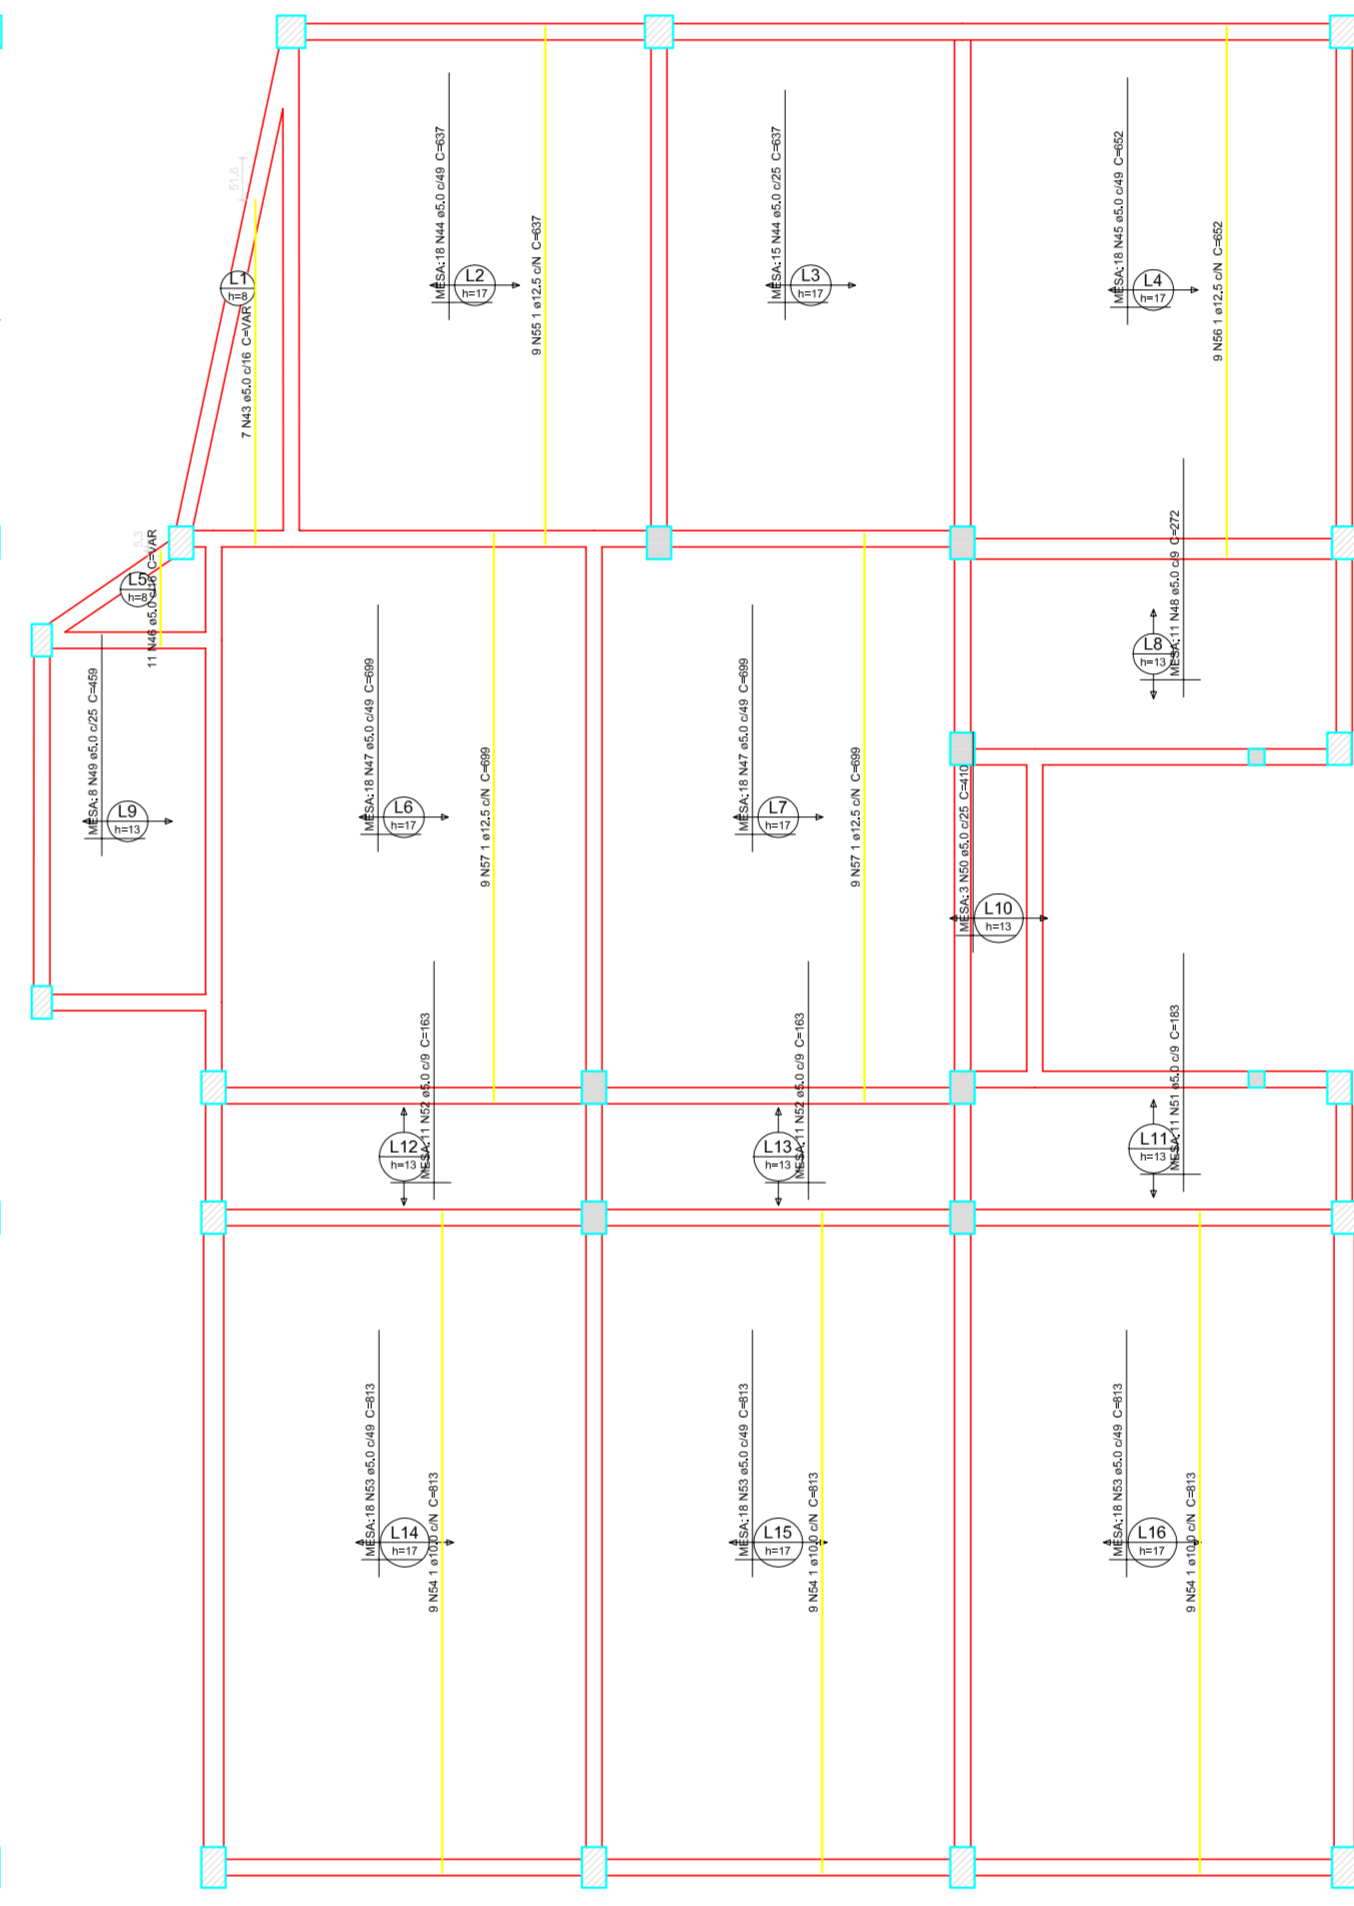 51.6
L1
h=8
7 N43 ø5.0 c/16 C=VAR
MESA:18 N44 ø5.0 c/49 C=637
L2
h=17
9 N55 1 ø12.5 c/N C=637
MESA:15 N44 ø5.0 c/25 C=637
L3
h=17
MESA:18 N45 ø5.0 c/49 C=652
L4
h=17
9 N56 1 ø12.5 c/N C=652
5.3
L5
h=8
11 N46 ø5.0 c/16 C=VAR
MESA:8 N49 ø5.0 c/25 C=459
L9
h=13
MESA:18 N47 ø5.0 c/49 C=699
L6
h=17
9 N57 1 ø12.5 c/N C=699
MESA:18 N47 ø5.0 c/49 C=699
L7
h=17
9 N57 1 ø12.5 c/N C=699
MESA:11 N48 ø5.0 c/9 C=272
L8
h=13
MESA:3 N50 ø5.0 c/25 C=410
L10
h=13
MESA:11 N52 ø5.0 c/9 C=163
L12
h=13
MESA:11 N52 ø5.0 c/9 C=163
L13
h=13
MESA:11 N51 ø5.0 c/9 C=183
L11
h=13
MESA:18 N53 ø5.0 c/49 C=813
L14
h=17
9 N54 1 ø10.0 c/N C=813
MESA:18 N53 ø5.0 c/49 C=813
L15
h=17
9 N54 1 ø10.0 c/N C=813
MESA:18 N53 ø5.0 c/49 C=813
L16
h=17
9 N54 1 ø10.0 c/N C=813